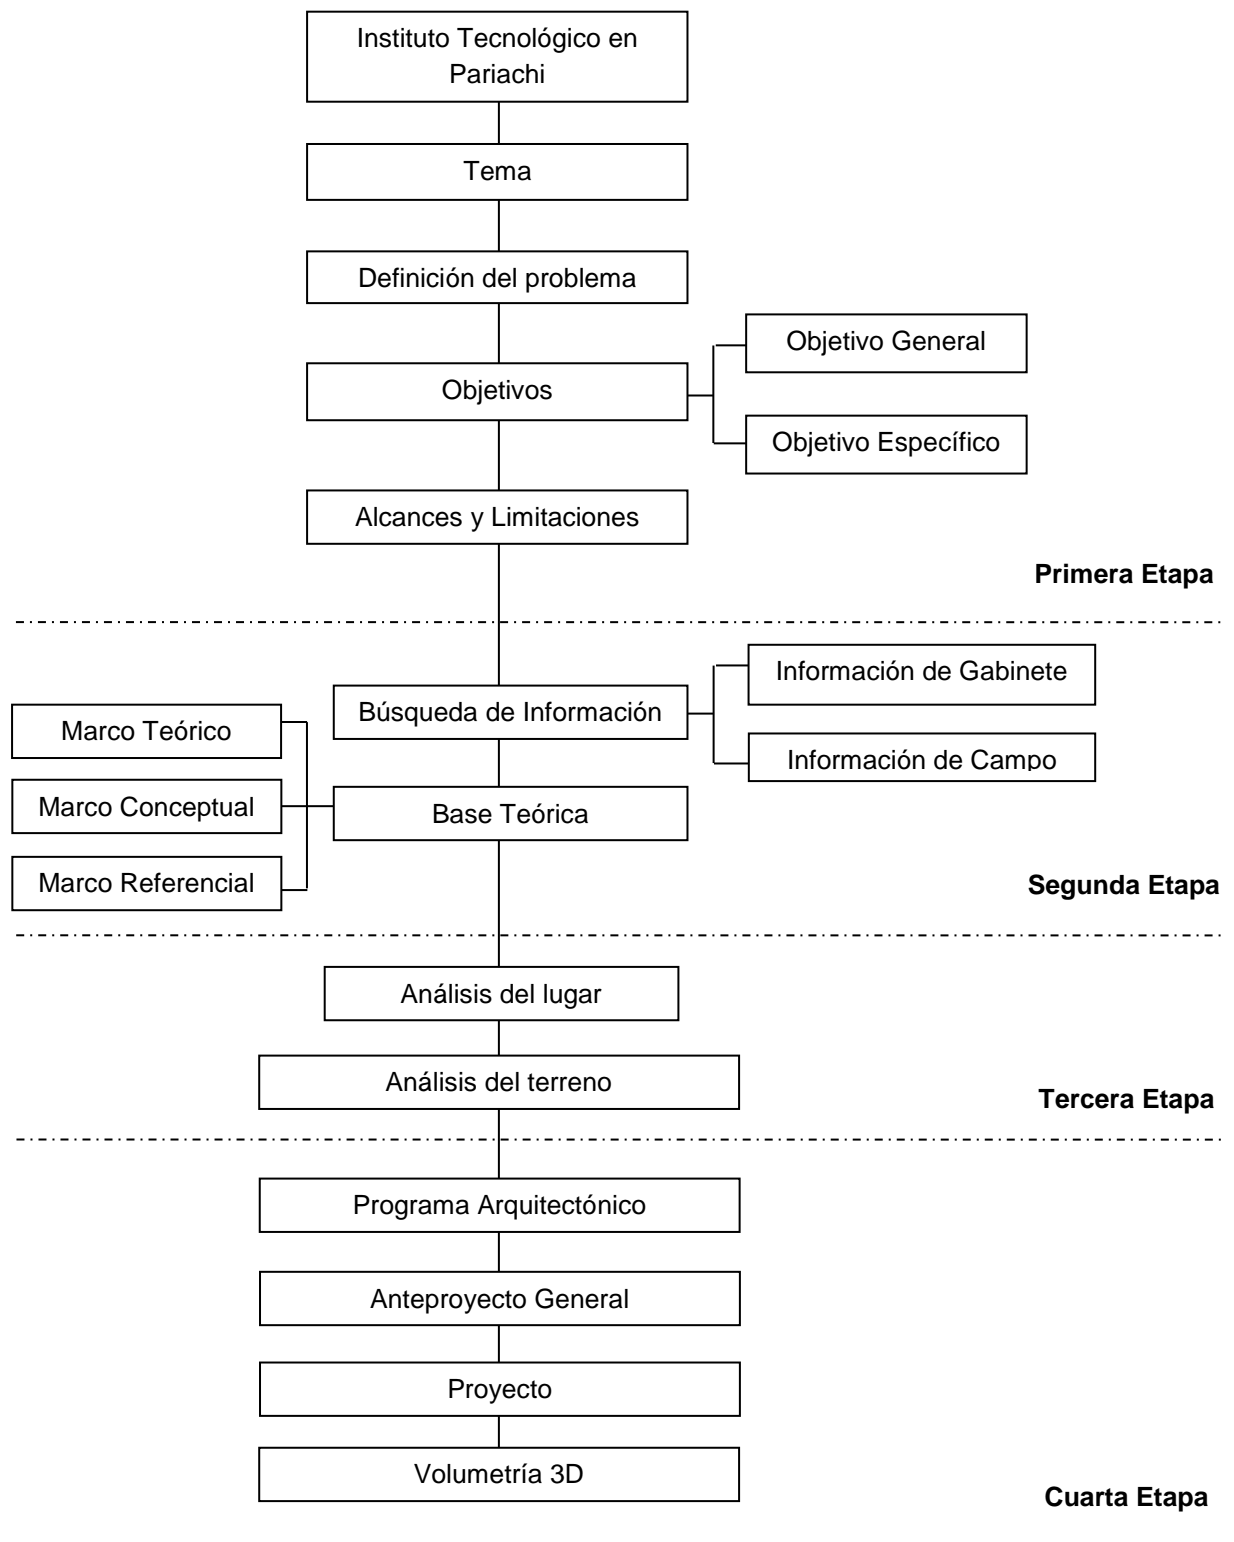 Instituto Tecnológico en
Pariachi
Tema
Definición del problema
Objetivos
Objetivo General
Objetivo Específico
Alcances y Limitaciones
Primera Etapa
Búsqueda de Información
Información de Gabinete
Información de Campo
Base Teórica
Marco Teórico
Marco Conceptual
Marco Referencial
Segunda Etapa
Análisis del lugar
Análisis del terreno
Tercera Etapa
Programa Arquitectónico
Anteproyecto General
Proyecto
Volumetría 3D
Cuarta Etapa